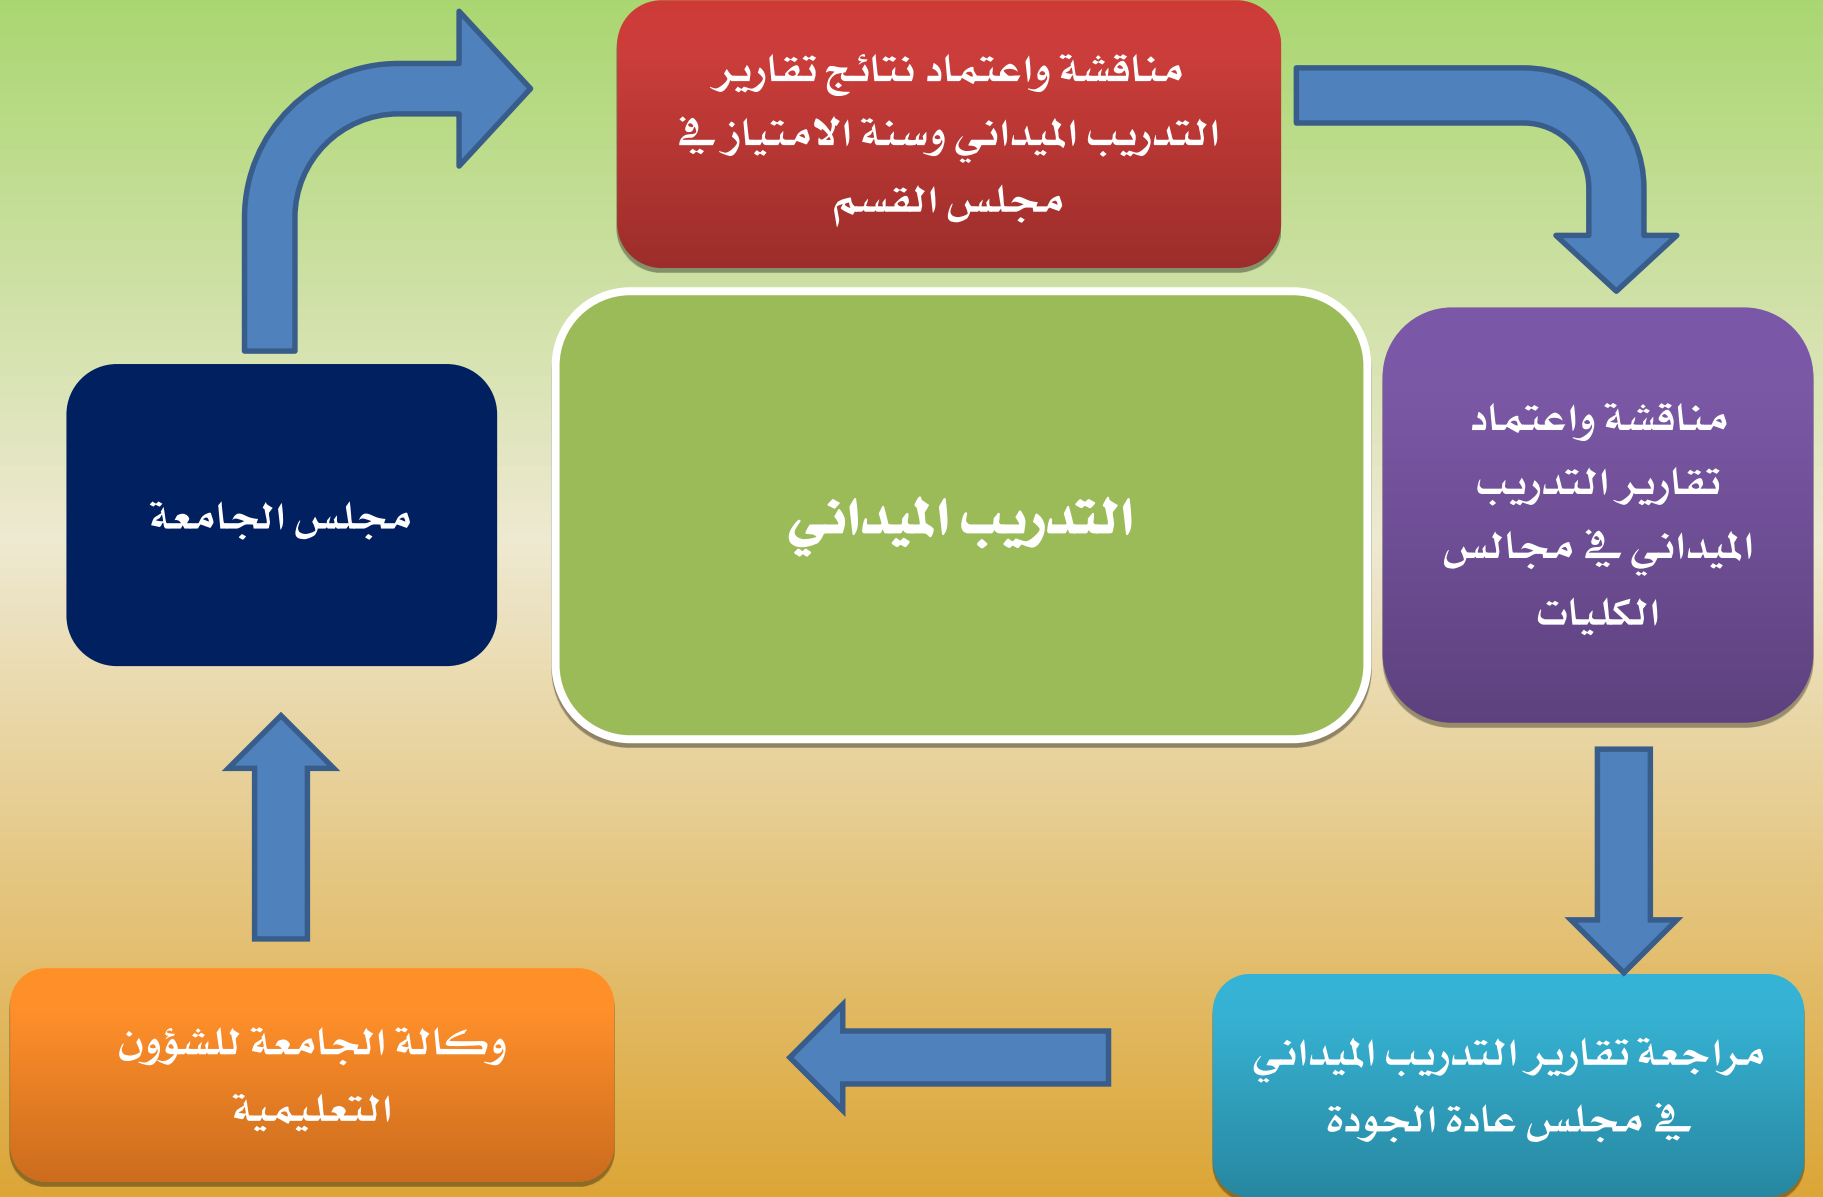 مناقشة واعتماد نتائج تقارير
التدريب الميداني وسنة الامتياز في
مجلس القسم
مناقشة واعتماد
تقارير التدريب
الميداني في مجالس
الكليات
التدريب الميداني
مجلس الجامعة
مراجعة تقارير التدريب الميداني
في مجلس عادة الجودة
وكالة الجامعة للشؤون
التعليمية